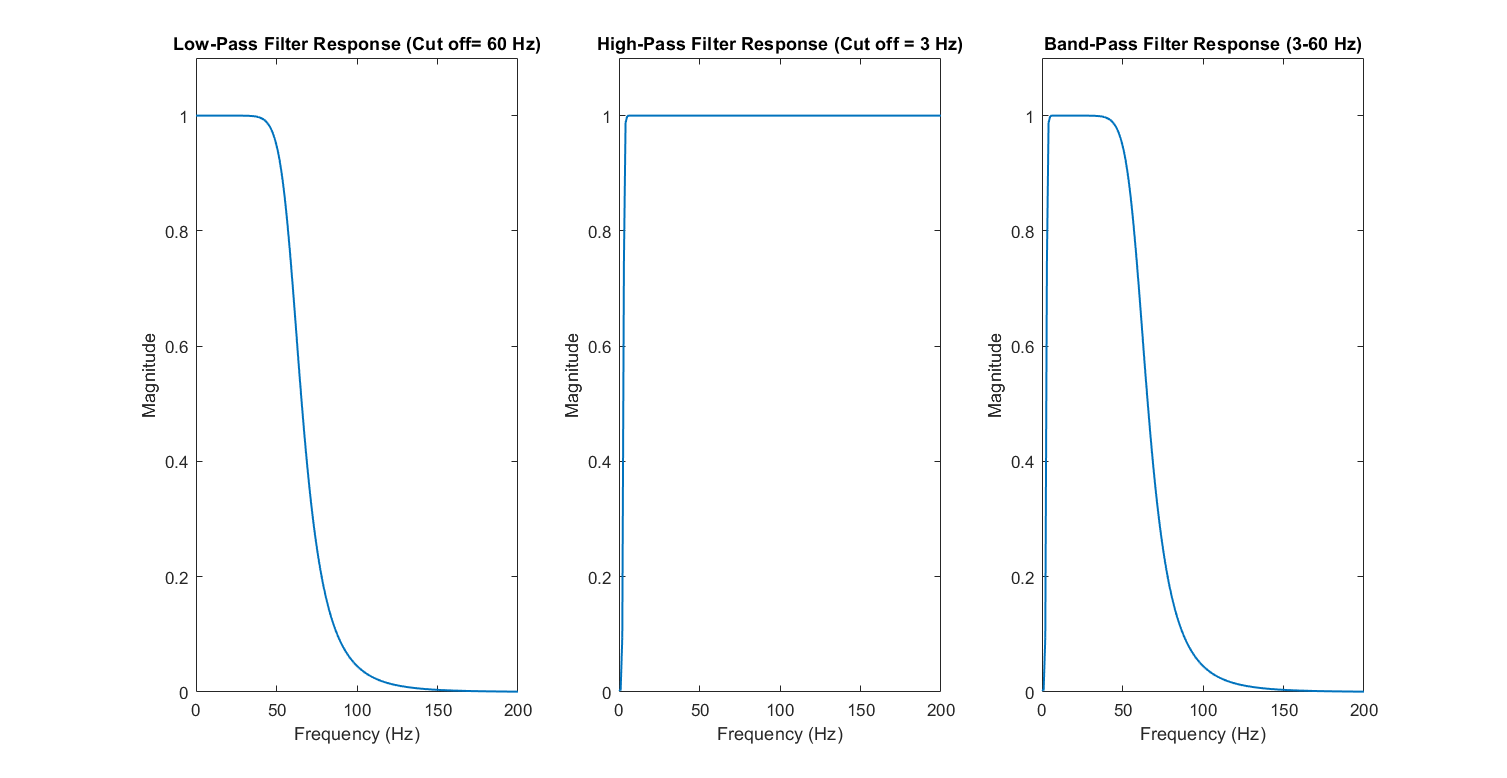 Low-Pass Filter Response (Cut off= 60 Hz)
1
0.8
0.6
0.4
0.2
0
Magnitude
0 50 100 150 200
Frequency (Hz)
High-Pass Filter Response (Cut off = 3 Hz)
1
0.8
0.6
0.4
0.2
0
Magnitude
0 50 100 150 200
Frequency (Hz)
Band-Pass Filter Response (3-60 Hz)
1
0.8
0.6
0.4
0.2
0
Magnitude
0 50 100 150 200
Frequency (Hz)